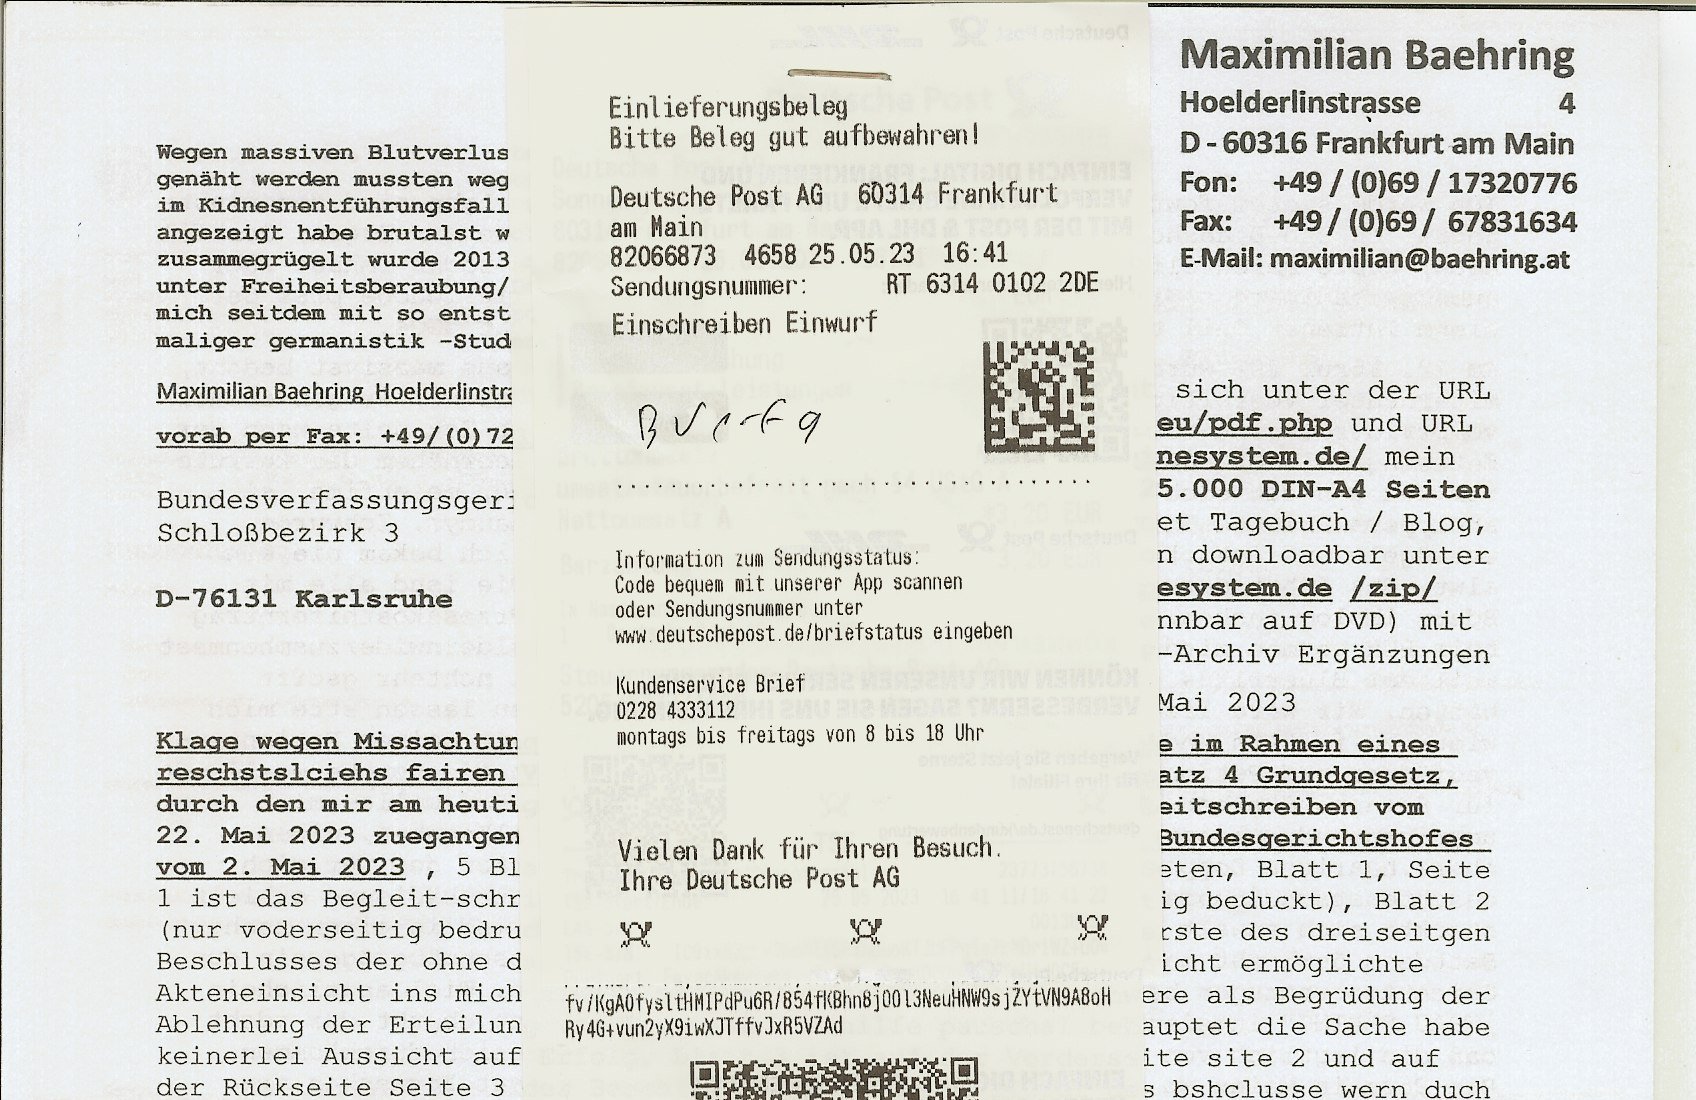 Maximilian Baehring
Hoelderlinstrasse 4
D - 60316 Frankfurt am Main
Fon: +49 / (0)69 / 17320776
Fax: +49 / (0)69 / 67831634
E-Mail: maximilian@baehring.at
Wegen massiven Blutverlus
genäht werden mussten weg
im Kidnesnentführungsfall
angezeigt habe brutalst w
zusammegrügelt wurde 2013
unter Freiheitsberaubung/
mich seitdem mit so entst
maliger germanistik -Stud
Maximilian Baehring Hoelderlinstra
vorab per Fax: +49/(0)72
Bundesverfassungsgeri
Schloßbezirk 3
D-76131 Karlsruhe
Klage wegen Missachtun
reschstslciehs fairen
durch den mir am heuti
22. Mai 2023 zuegangen
vom 2. Mai 2023 , 5 Bl
1 ist das Begleit-schr
(nur voderseitig bedru
Beschlusses der ohne d
Akteneinsicht ins mich
Ablehnung der Erteilun
keinerlei Aussicht auf
der Rückseite Seite 3
Einlieferungsbeleg
Bitte Beleg gut aufbewahren!
Deutsche Post AG 60314 Frankfurt
am Main
82066873 4658 25.05.23 16:41
Sendungsnummer: RT 6314 0102 2DE
Einschreiben Einwurf
BVerfG
Information zum Sendungsstatus:
Code bequem mit unserer App scannen
oder Sendungsnummer unter
www.deutschepost.de/briefstatus eingeben
Kundenservice Brief
0228 4333112
montags bis freitags von 8 bis 18 Uhr
Vielen Dank für Ihren Besuch.
Ihre Deutsche Post AG
fv/KgAOfysltHMIPdPu6R/854fKBhn8jOOl3NeuHNW9sjZYtVN9A8oH
Ry4G+vun2yX9iwXJTffvJxR5VZAd
sich unter der URL
eu/pdf.php und URL
nesystem.de/ mein
5.000 DIN-A4 Seiten
et Tagebuch / Blog,
n downloadbar unter
esystem.de /zip/
nnbar auf DVD) mit
-Archiv Ergänzungen
Mai 2023
e im Rahmen eines
atz 4 Grundgesetz,
eitschreiben vom
Bundesgerichtshofes
eten, Blatt 1, Seite
ig beduckt), Blatt 2
rste des dreiseitgen
icht ermöglichte
ere als Begrüdung der
auptet die Sache habe
ite site 2 und auf
s bshclusse wern duch